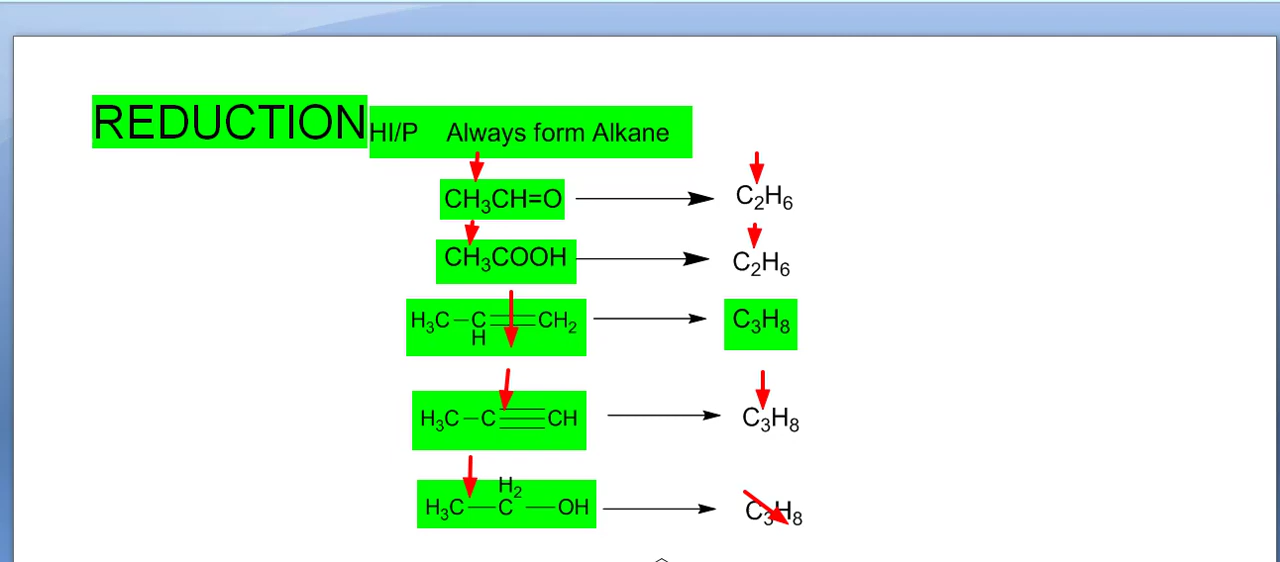 REDUCTION HI/P Always form Alkane
CH3CH=O C2H6
CH3COOH C2H6
H3C-CH=CH2 C3H8
H3C-C≡CH C3H8
H3C-CH2-OH C3H8